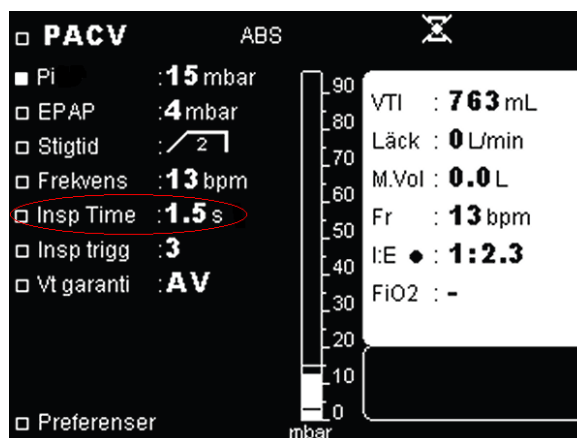 PACV ABS
Pi :15 mbar
EPAP :4 mbar
Stigtid : 2
Frekvens :13 bpm
Insp Time :1.5 s
Insp trigg :3
Vt garanti :AV
Preferenser
90
80
70
60
50
40
30
20
10
0
mbar
VTI : 763 mL
Läck : 0 L/min
M.Vol : 0.0 L
Fr : 13 bpm
I:E : 1:2.3
FiO2 : -